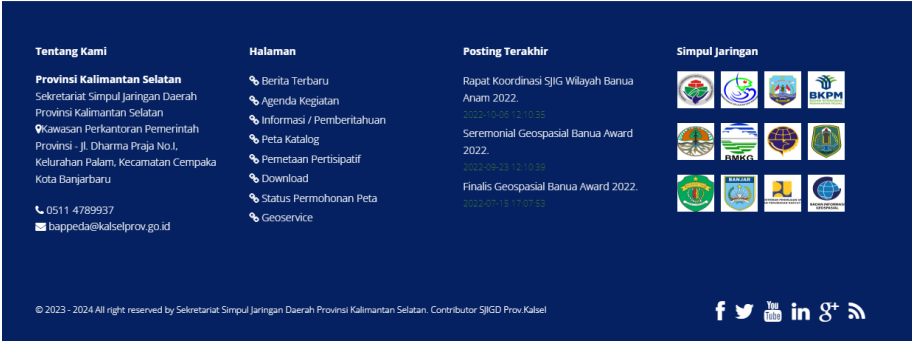 Tentang Kami
Provinsi Kalimantan Selatan
Sekretariat Simpul Jaringan Daerah
Provinsi Kalimantan Selatan
Kawasan Perkantoran Pemerintah
Provinsi - Jl. Dharma Praja No.I,
Kelurahan Palam, Kecamatan Cempaka
Kota Banjarbaru
0511 4789937
bappeda@kalselprov.go.id
Halaman
Berita Terbaru
Agenda Kegiatan
Informasi / Pemberitahuan
Peta Katalog
Pemetaan Pertisipatif
Download
Status Permohonan Peta
Geoservice
Posting Terakhir
Rapat Koordinasi SJIG Wilayah Banua
Anam 2022.
2022-10-06 12:10:35
Seremonial Geospasial Banua Award
2022.
2022-09-23 12:10:39
Finalis Geospasial Banua Award 2022.
2022-07-15 17:07:53
Simpul Jaringan
BKPM
BMKG
BANJAR
BADAN INFORMASI
GEOSPASIAL
© 2023 - 2024 All right reserved by Sekretariat Simpul Jaringan Daerah Provinsi Kalimantan Selatan. Contributor SJIGD Prov.Kalsel
You
Tube